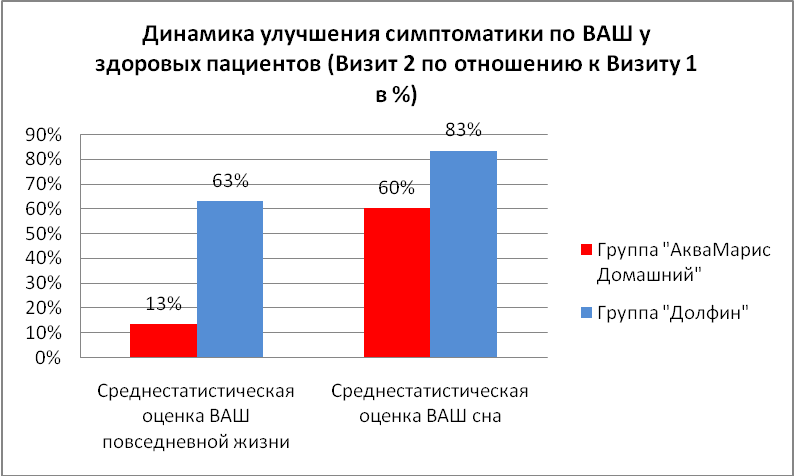 Динамика улучшения симптоматики по ВАШ у
здоровых пациентов (Визит 2 по отношению к Визиту 1
в %)
90%
80%
70%
60%
50%
40%
30%
20%
10%
0%
13%
63%
60%
83%
Среднестатистическая
оценка ВАШ
повседневной жизни
Среднестатистическая
оценка ВАШ сна
Группа "АкваМарис
Домашний"
Группа "Долфин"